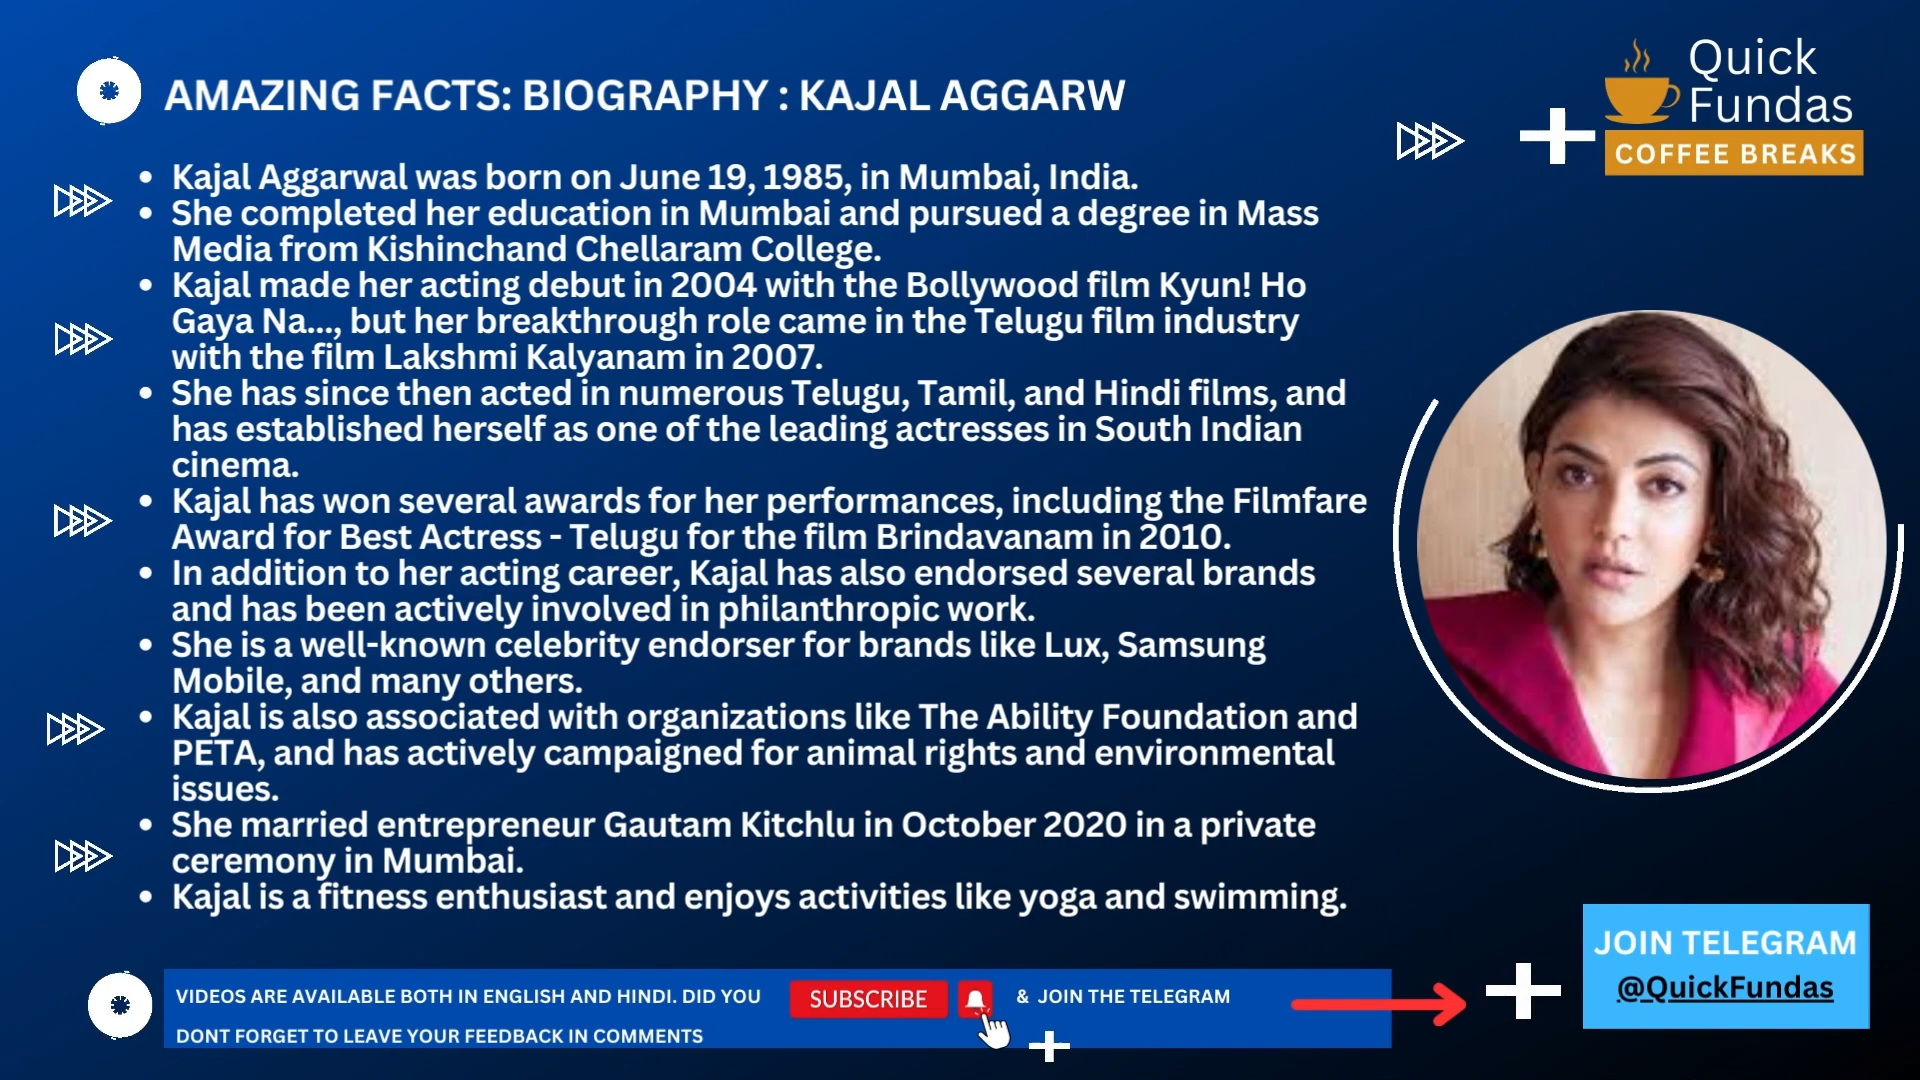 AMAZING FACTS: BIOGRAPHY : KAJAL AGGARW
Quick
Fundas
COFFEE BREAKS
• Kajal Aggarwal was born on June 19, 1985, in Mumbai, India.
• She completed her education in Mumbai and pursued a degree in Mass
Media from Kishinchand Chellaram College.
• Kajal made her acting debut in 2004 with the Bollywood film Kyun! Ho
Gaya Na..., but her breakthrough role came in the Telugu film industry
with the film Lakshmi Kalyanam in 2007.
• She has since then acted in numerous Telugu, Tamil, and Hindi films, and
has established herself as one of the leading actresses in South Indian
cinema.
• Kajal has won several awards for her performances, including the Filmfare
Award for Best Actress - Telugu for the film Brindavanam in 2010.
• In addition to her acting career, Kajal has also endorsed several brands
and has been actively involved in philanthropic work.
• She is a well-known celebrity endorser for brands like Lux, Samsung
Mobile, and many others.
• Kajal is also associated with organizations like The Ability Foundation and
PETA, and has actively campaigned for animal rights and environmental
issues.
• She married entrepreneur Gautam Kitchlu in October 2020 in a private
ceremony in Mumbai.
• Kajal is a fitness enthusiast and enjoys activities like yoga and swimming.
VIDEOS ARE AVAILABLE BOTH IN ENGLISH AND HINDI. DID YOU SUBSCRIBE & JOIN THE TELEGRAM
DONT FORGET TO LEAVE YOUR FEEDBACK IN COMMENTS
JOIN TELEGRAM
@QuickFundas